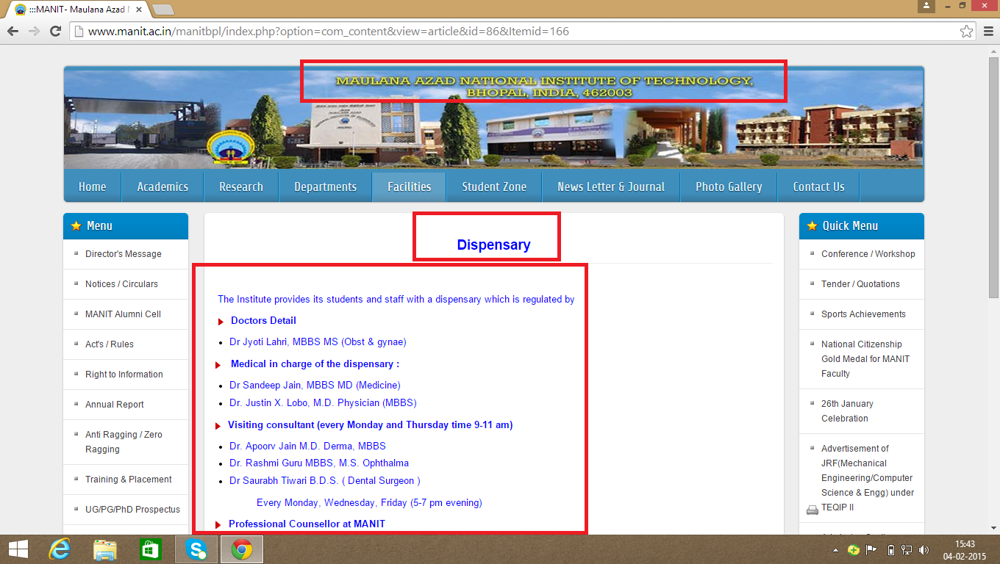 :::MANIT- Maulana Azad
www.manit.ac.in/manitbpl/index.php?option=com_content&view=article&id=86&Itemid=166
MAULANA AZAD NATIONAL INSTITUTE OF TECHNOLOGY,
BHOPAL, INDIA, 462003
Home
Academics
Research
Departments
Facilities
Student Zone
News Letter & Journal
Photo Gallery
Contact Us
Menu
Director's Message
Notices / Circulars
MANIT Alumni Cell
Act's / Rules
Right to Information
Annual Report
Anti Ragging / Zero
Ragging
Training & Placement
UG/PG/PhD Prospectus
Dispensary
The Institute provides its students and staff with a dispensary which is regulated by
Doctors Detail
Dr Jyoti Lahri, MBBS MS (Obst & gynae)
Medical in charge of the dispensary :
Dr Sandeep Jain, MBBS MD (Medicine)
Dr. Justin X. Lobo, M.D. Physician (MBBS)
Visiting consultant (every Monday and Thursday time 9-11 am)
Dr. Apoorv Jain M.D. Derma, MBBS
Dr. Rashmi Guru MBBS, M.S. Ophthalma
Dr Saurabh Tiwari B.D.S. ( Dental Surgeon )
Every Monday, Wednesday, Friday (5-7 pm evening)
Professional Counsellor at MANIT
Quick Menu
Conference / Workshop
Tender / Quotations
Sports Achievements
National Citizenship
Gold Medal for MANIT
Faculty
26th January
Celebration
Advertisement of
JRF(Mechanical
Engineering/Computer
Science & Engg) under
TEQIP II
15:43
04-02-2015